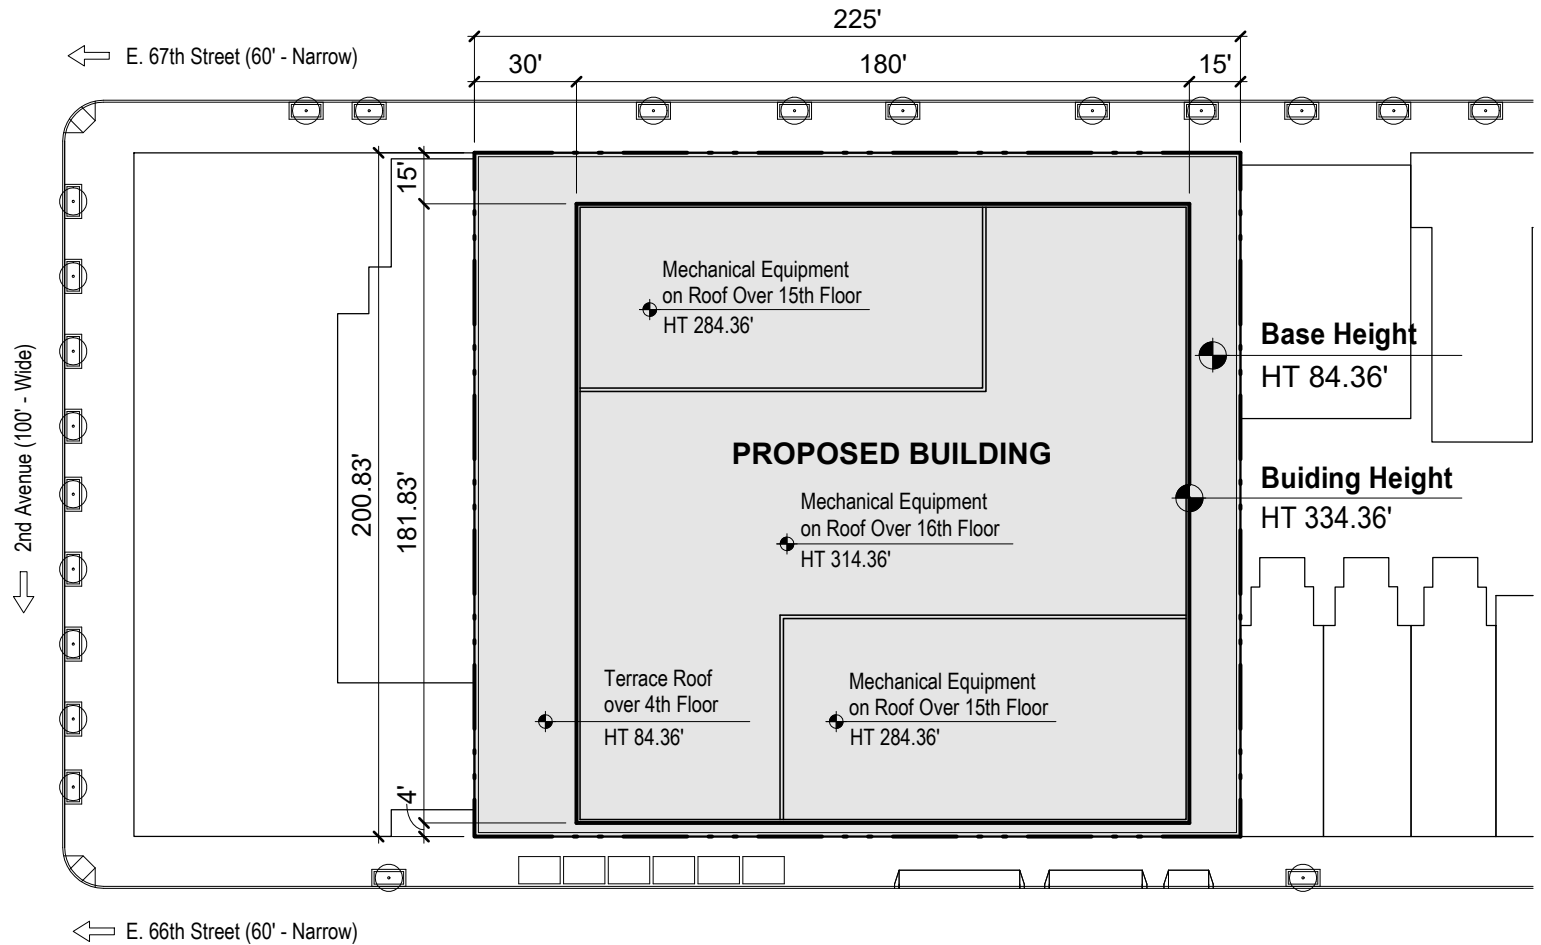 225'
E. 67th Street (60' - Narrow)
30'
180'
15'
15'
Mechanical Equipment
on Roof Over 15th Floor
HT 284.36'
Base Height
HT 84.36'
2nd Avenue (100' - Wide)
200.83'
181.83'
PROPOSED BUILDING
Buiding Height
HT 334.36'
Mechanical Equipment
on Roof Over 16th Floor
HT 314.36'
Terrace Roof
over 4th Floor
HT 84.36'
Mechanical Equipment
on Roof Over 15th Floor
HT 284.36'
4'
E. 66th Street (60' - Narrow)